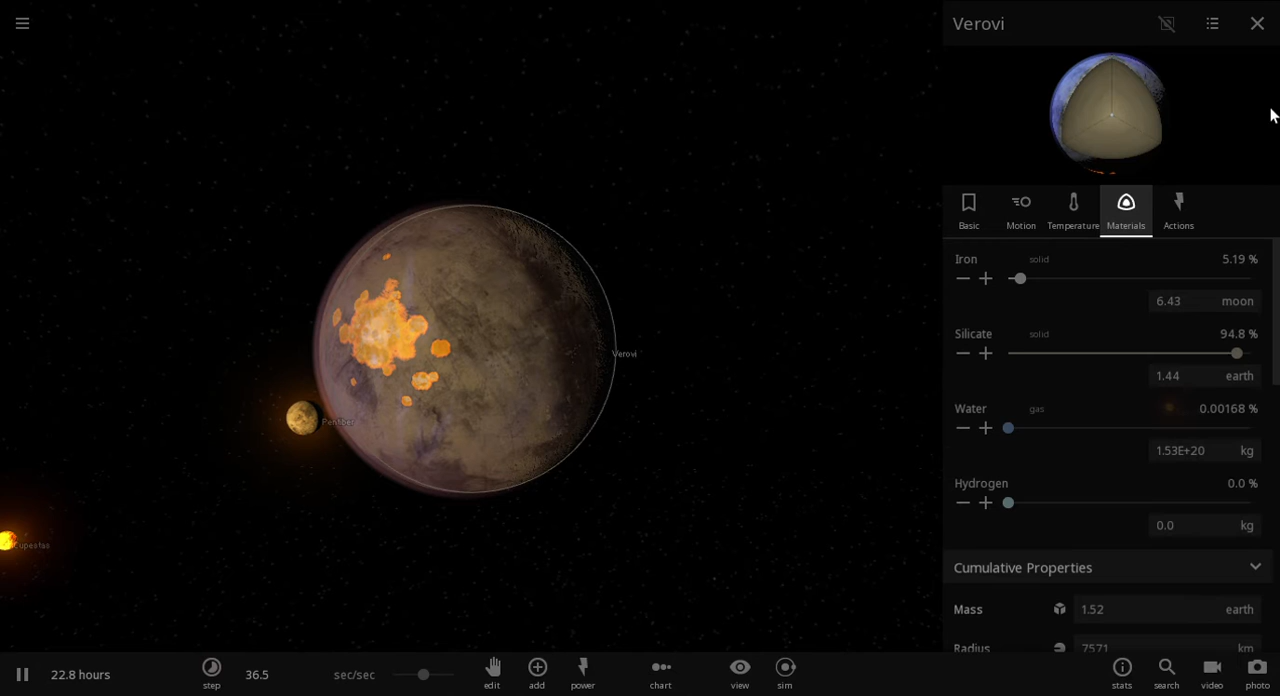 Verovi
Basic
Motion
Temperature
Materials
Actions
Iron solid 5.19 %
6.43 moon
Silicate solid 94.8 %
1.44 earth
Water gas 0.00168 %
1.53E+20 kg
Hydrogen 0.0 %
0.0 kg
Cumulative Properties
Mass 1.52 earth
Radius 7571 km
Verovi
22.8 hours
step
36.5 sec/sec
edit
add
power
chart
view
sim
stats
search
video
photo